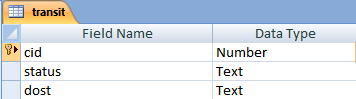 transit
Field Name Data Type
cid Number
status Text
dost Text